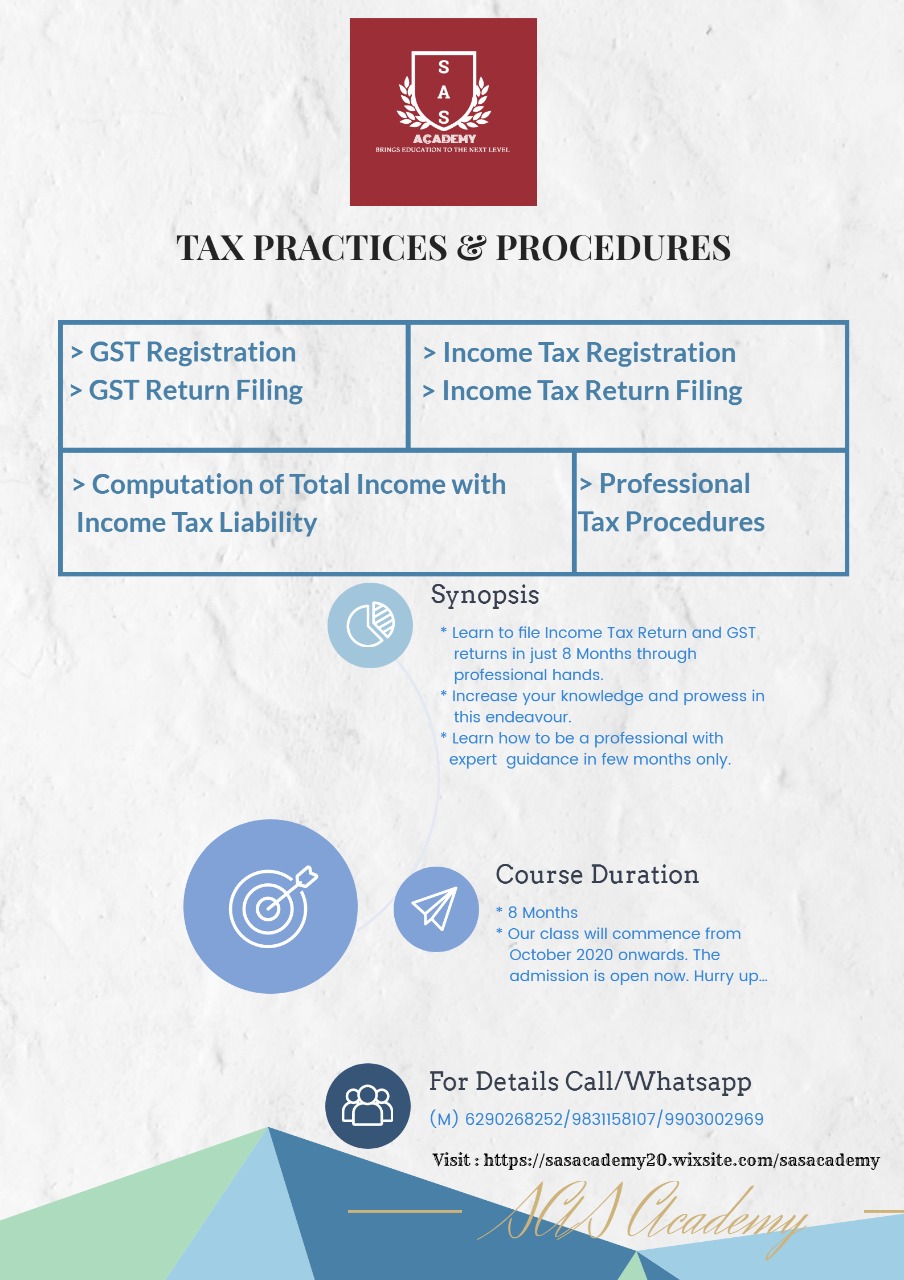 S
A
S
ACADEMY
BRINGS EDUCATION TO THE NEXT LEVEL
TAX PRACTICES & PROCEDURES
> GST Registration
> GST Return Filing
> Income Tax Registration
> Income Tax Return Filing
> Computation of Total Income with
Income Tax Liability
> Professional
Tax Procedures
Synopsis
* Learn to file Income Tax Return and GST
returns in just 8 Months through
professional hands.
* Increase your knowledge and prowess in
this endeavour.
* Learn how to be a professional with
expert guidance in few months only.
Course Duration
* 8 Months
* Our class will commence from
October 2020 onwards. The
admission is open now. Hurry up...
For Details Call/Whatsapp
(M) 6290268252/9831158107/9903002969
Visit : https://sasacademy20.wixsite.com/sasacademy
SAS Academy